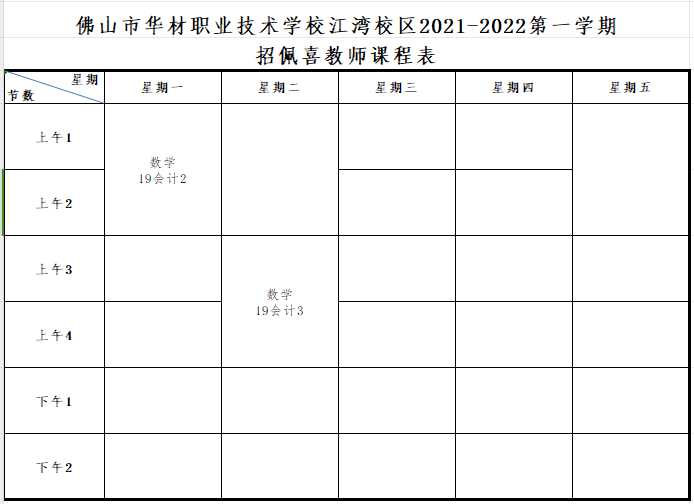 佛山市华材职业技术学校江湾校区2021-2022第一学期
招佩喜教师课程表
星期
节数
星期一
星期二
星期三
星期四
星期五
上午1
数学
19会计2
上午2
上午3
数学
19会计3
上午4
下午1
下午2